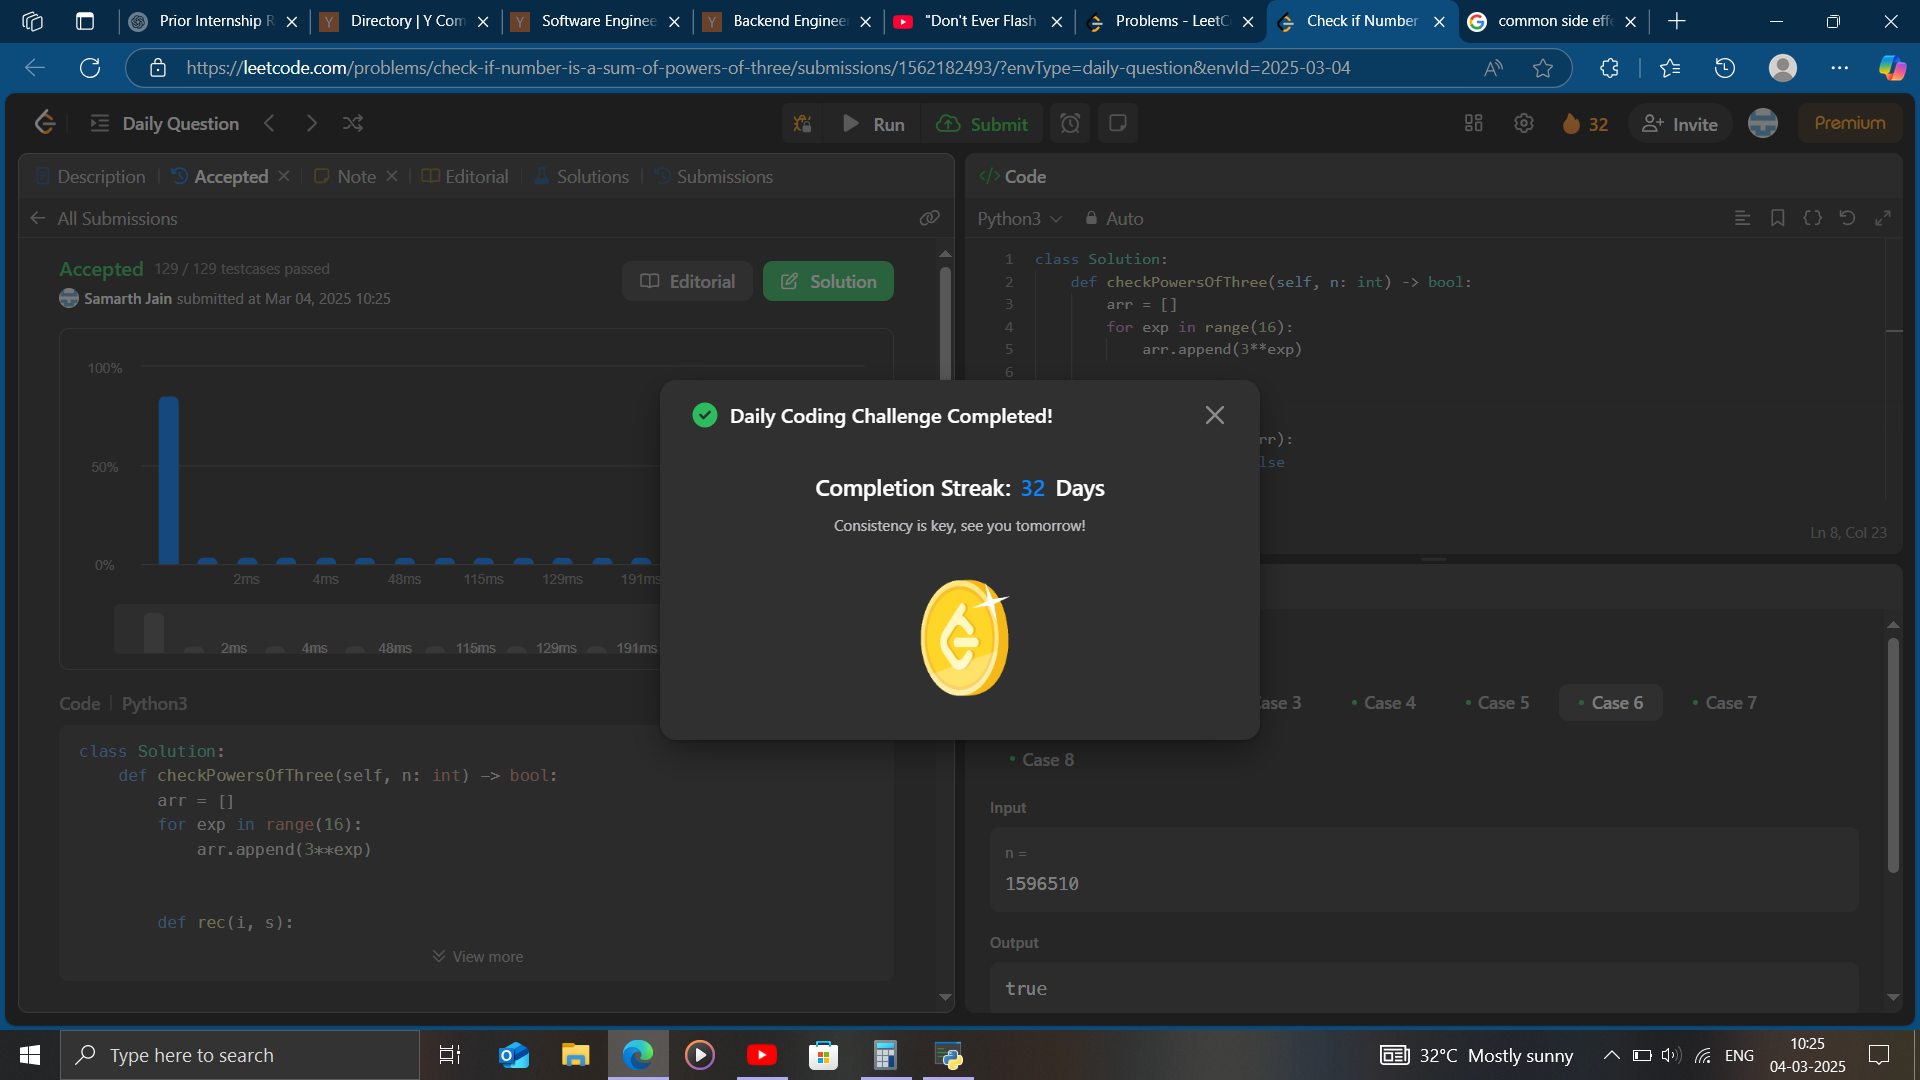 Prior Internship R
Directory | Y Com
Software Enginee
Backend Engineer
"Don't Ever Flash
Problems - LeetC
Check if Number
common side effe
https://leetcode.com/problems/check-if-number-is-a-sum-of-powers-of-three/submissions/1562182493/?envType=daily-question&envId=2025-03-04
Daily Question
Run
Submit
32
Invite
Premium
Description
Accepted
Note
Editorial
Solutions
Submissions
All Submissions
Accepted 129 / 129 testcases passed
Samarth Jain submitted at Mar 04, 2025 10:25
Editorial
Solution
100%
50%
0%
2ms 4ms 48ms 115ms 129ms 191ms
2ms 4ms 48ms 115ms 129ms 191ms
Code | Python3
class Solution:
def checkPowersOfThree(self, n: int) -> bool:
arr = []
for exp in range(16):
arr.append(3**exp)
def rec(i, s):
View more
Daily Coding Challenge Completed!
Completion Streak: 32 Days
Consistency is key, see you tomorrow!
</> Code
Python3
Auto
1 class Solution:
2 def checkPowersOfThree(self, n: int) -> bool:
3 arr = []
4 for exp in range(16):
5 arr.append(3**exp)
6
rr):
lse
Ln 8, Col 23
ase 3
Case 4
Case 5
Case 6
Case 7
Case 8
Input
n =
1596510
Output
true
Type here to search
32°C Mostly sunny
ENG
10:25
04-03-2025